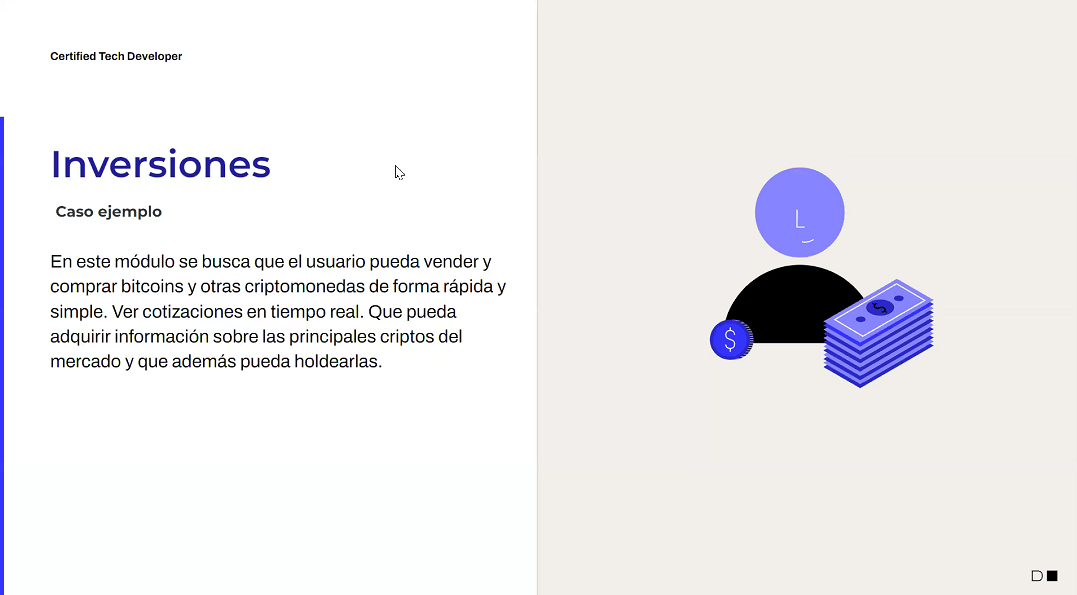 Certified Tech Developer
Inversiones
Caso ejemplo
En este módulo se busca que el usuario pueda vender y
comprar bitcoins y otras criptomonedas de forma rápida y
simple. Ver cotizaciones en tiempo real. Que pueda
adquirir información sobre las principales criptos del
mercado y que además pueda holdearlas.
$
$
D